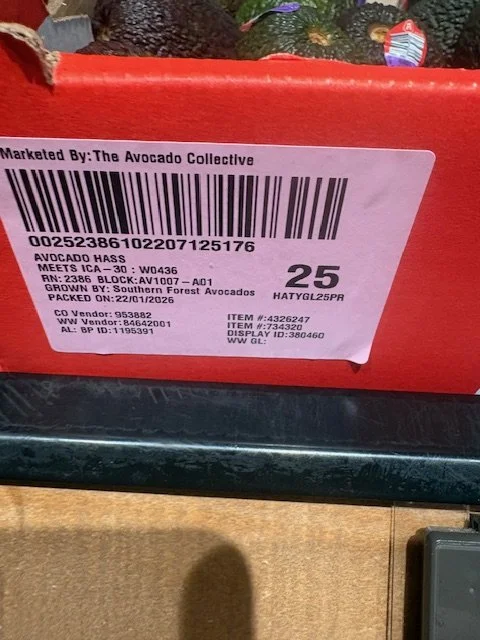 Marketed By:The Avocado Collective
00252386102207125176
AVOCADO HASS
MEETS ICA-30 : W0436
RN: 2386 BLOCK:AV1007-A01
GROWN BY: Southern Forest Avocados
PACKED ON:22/01/2026
25
HATYGL25PR
CO Vendor: 953882
WW Vendor:84642001
AL: BP ID:1195391
ITEM #:4326247
ITEM #:734320
DISPLAY ID:380460
WW GL: